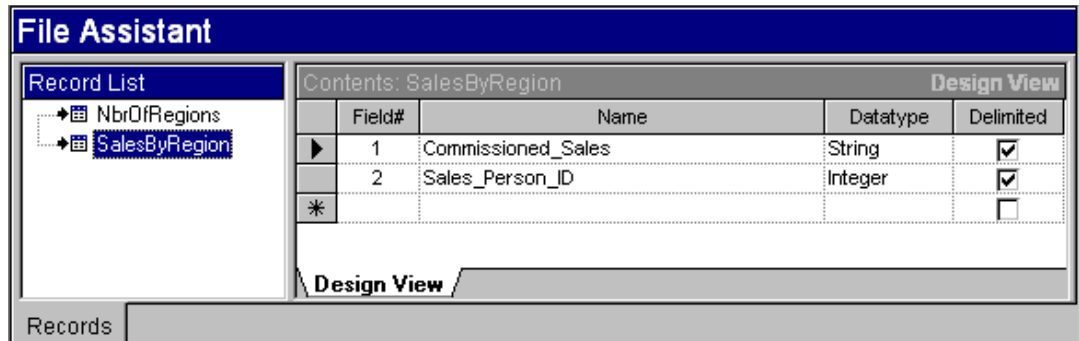 File Assistant
Record List
NbrOfRegions
SalesByRegion
Contents: SalesByRegion Design View
Field# Name Datatype Delimited
1 Commissioned_Sales String
2 Sales_Person_ID Integer
Design View
Records